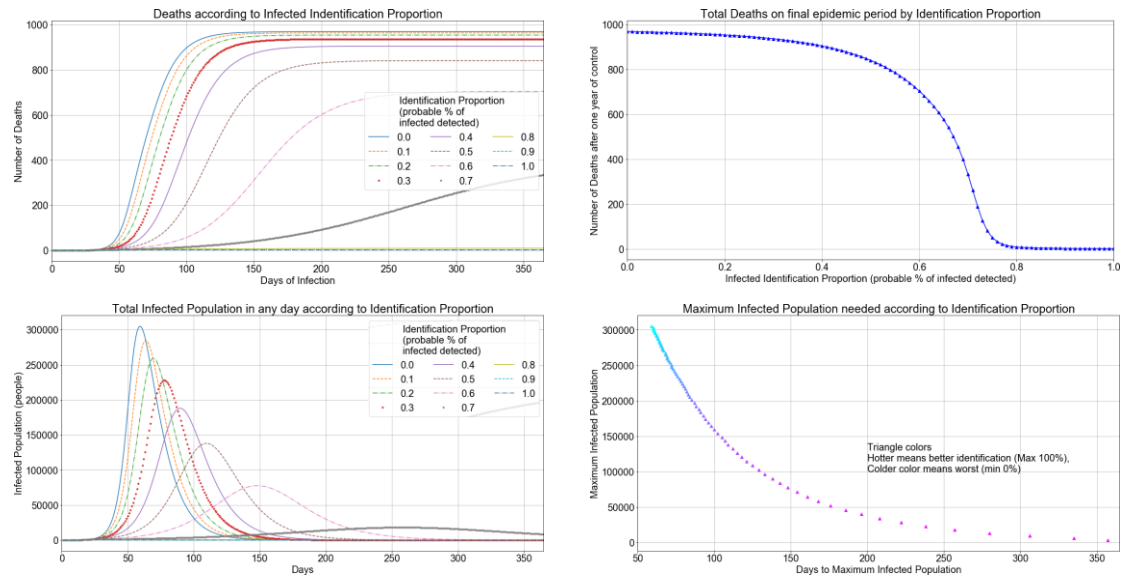 Deaths according to Infected Indentification Proportion
1000
800
600
400
200
0
Number of Deaths
Identification Proportion
(probable % of
infected detected)
0.0 0.4 0.8
0.1 0.5 0.9
0.2 0.6 1.0
0.3 0.7
0 50 100 150 200 250 300 350
Days of Infection
Total Deaths on final epidemic period by Identification Proportion
1000
800
600
400
200
0
Number of Deaths after one year of control
0.0 0.2 0.4 0.6 0.8 1.0
Infected Identification Proportion (probable % of infected detected)
Total Infected Population in any day according to Identification Proportion
300000
250000
200000
150000
100000
50000
0
Infected Population (people)
Identification Proportion
(probable % of
infected detected)
0.0 0.4 0.8
0.1 0.5 0.9
0.2 0.6 1.0
0.3 0.7
0 50 100 150 200 250 300 350
Days
Maximum Infected Population needed according to Identification Proportion
300000
250000
200000
150000
100000
50000
0
Maximum Infected Population
Triangle colors
Hotter means better identification (Max 100%),
Colder color means worst (min 0%)
50 100 150 200 250 300 350
Days to Maximum Infected Population